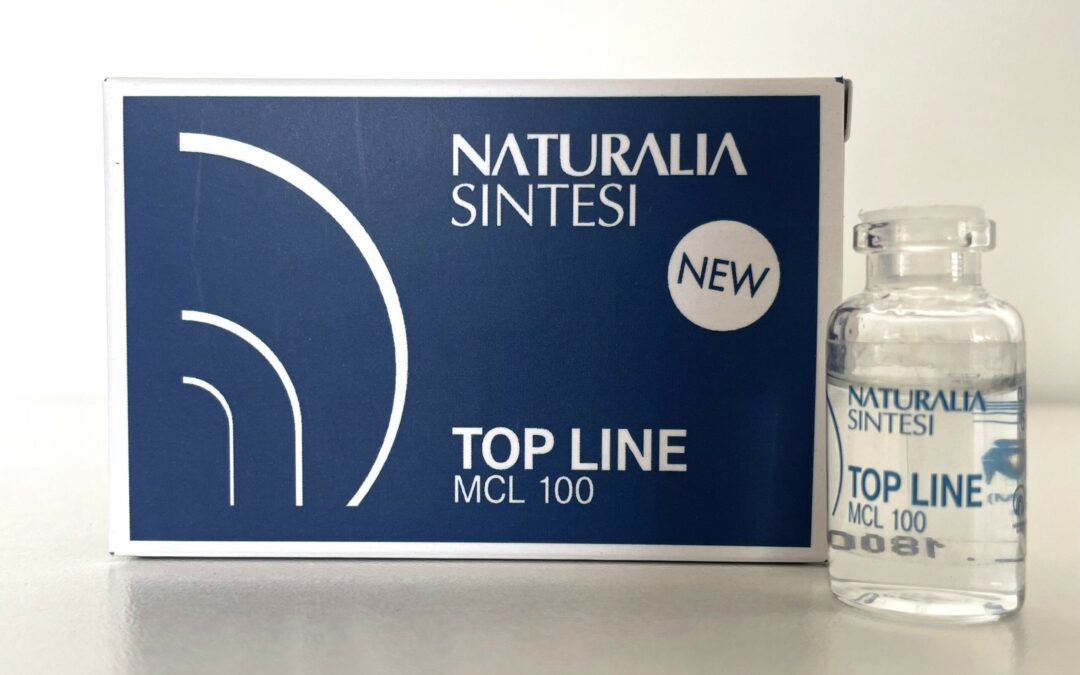 NATURALIA
SINTESI
NEW
TOP LINE
MCL 100
NATURALIA
SINTESI
TOP LINE
MCL 100